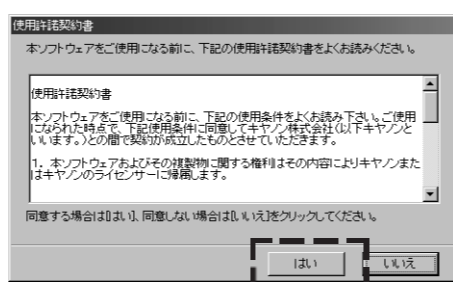 使用許諾契約書
本ソフトウェアをご使用になる前に、下記の使用許諾契約書をよくお読みください。
使用許諾契約書
本ソフトウェアをご使用になる前に、下記の使用条件をよくお読み下さい。ご使用
になられた時点で、下記使用条件に同意してキヤノン株式会社(以下キヤノンと
いいます。)との間で契約が成立したものとさせていただきます。
1. 本ソフトウェアおよびその複製物に関する権利はその内容によりキヤノンまた
はキヤノンのライセンサーに帰属します。
同意する場合は[はい]、同意しない場合は[いいえ]をクリックしてください。
はい
いいえ